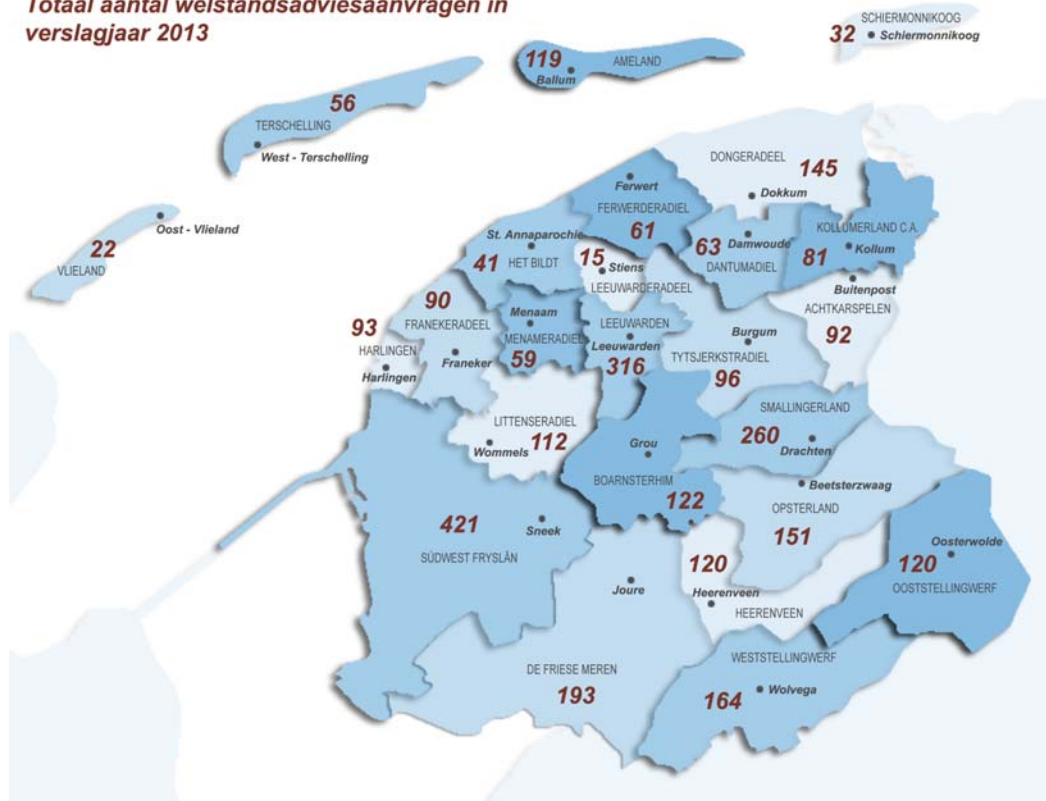 Totaal aantal welstandsadviesaanvragen in
verslagjaar 2013
SCHIERMONNIKOOG
32
Schiermonnikoog
119
AMELAND
Ballum
56
TERSCHELLING
West - Terschelling
DONGERADEEL
145
Dokkum
Ferwert
FERWERDERADIEL
61
Oost - Vlieland
22
VLIELAND
St. Annaparochie
41
HET BILDT
15
Stiens
LEEUWARDERADEEL
63
Damwoude
DANTUMADIEL
KOLLUMERLAND C.A.
81
Kollum
Buitenpost
ACHTKARSPELEN
92
90
FRANEKERADEEL
Franeker
93
HARLINGEN
Harlingen
Menaam
MENAMERADIEL
59
LEEUWARDEN
Leeuwarden
316
Burgum
TYTSJERKSTRADIEL
96
LITTENSERADIEL
112
Wommels
SMALLINGERLAND
260
Drachten
Grou
BOARNSTERHIM
122
Beetsterzwaag
OPSTERLAND
151
421
Sneek
SÚDWEST FRYSLÂN
120
Heerenveen
HEERENVEEN
Oosterwolde
120
OOSTSTELLINGWERF
Joure
DE FRIESE MEREN
193
WESTSTELLINGWERF
164
Wolvega